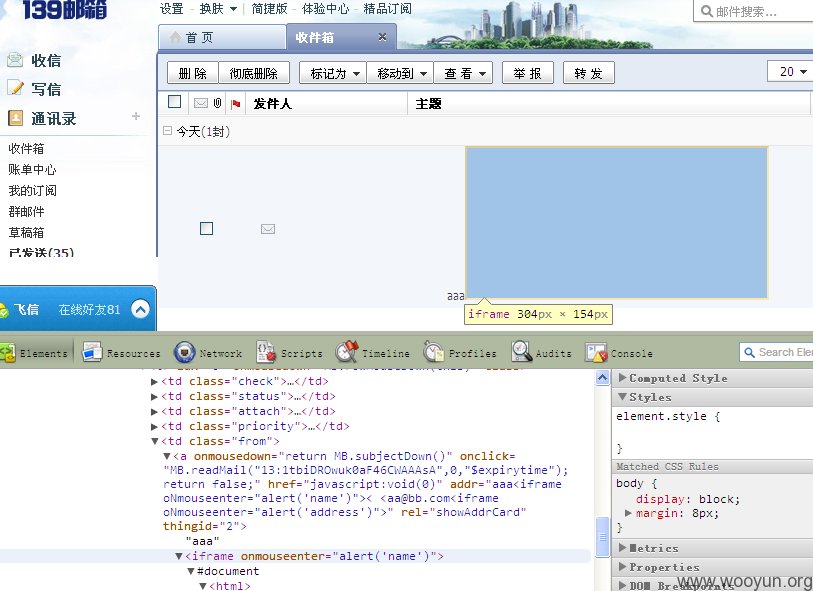 139邮箱
设置 - 换肤 ▼ | 简捷版 - 体验中心 - 精品订阅
邮件搜索...
首页
收件箱 ×
收信
写信
通讯录 +
删除 彻底删除 标记为 ▼ 移动到 ▼ 查看 ▼ 举报 转发 20 ▼
发件人 主题
今天(1封)
收件箱
账单中心
我的订阅
群邮件
草稿箱
已发送(35)
aaa
iframe 304px × 154px
飞信 在线好友81
Elements Resources Network Scripts Timeline Profiles Audits Console Search Ele
▶<td class="check">…</td>
▶<td class="status">…</td>
▶<td class="attach">…</td>
▶<td class="priority">…</td>
▼<td class="from">
▼<a onmousedown="return MB.subjectDown()" onclick=
"MB.readMail("13:1tbiDROwuk0aF46CWAAAsA",0,"$expirytime");
return false;" href="javascript:void(0)" addr="aaa<iframe
oNmouseenter="alert('name')">< <aa@bb.com<iframe
oNmouseenter="alert('address')">" rel="showAddrCard"
thingid="2">
"aaa"
▼<iframe onmouseenter="alert('name')">
▼#document
▼<html>
▶Computed Style
▼Styles
element.style {
}
Matched CSS Rules
body {
display: block;
▶margin: 8px;
}
▶Metrics
▶Properties
▶DOM Breakpoints
www.wooyun.org